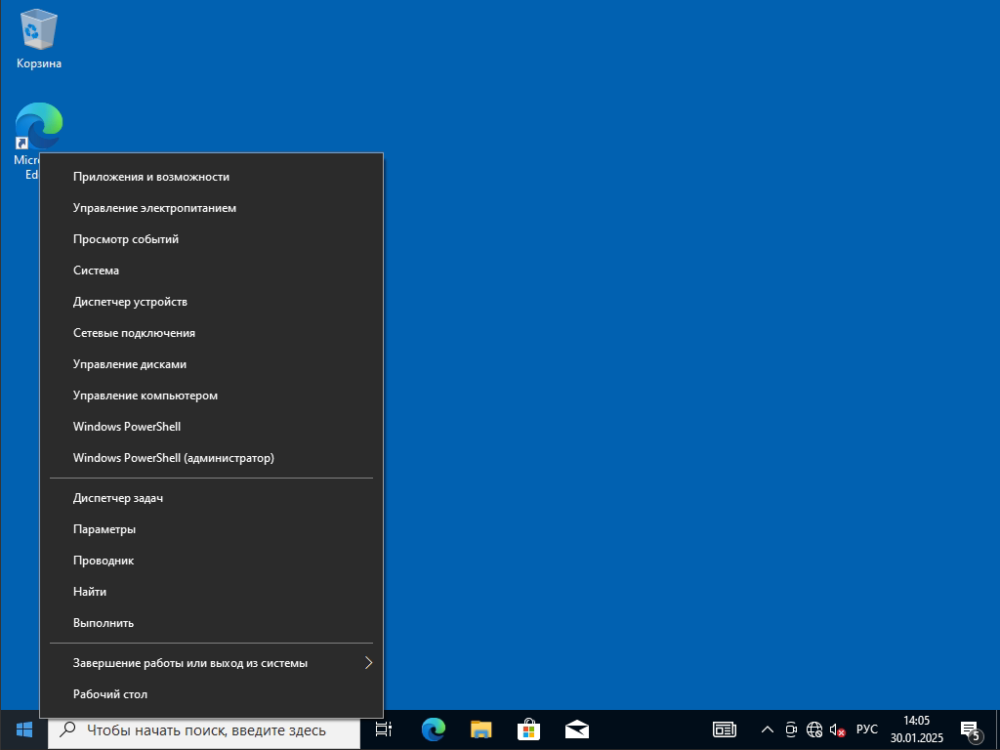 Корзина
Micr
Ed
Приложения и возможности
Управление электропитанием
Просмотр событий
Система
Диспетчер устройств
Сетевые подключения
Управление дисками
Управление компьютером
Windows PowerShell
Windows PowerShell (администратор)
Диспетчер задач
Параметры
Проводник
Найти
Выполнить
Завершение работы или выход из системы
Рабочий стол
Чтобы начать поиск, введите здесь
РУС
14:05
30.01.2025
5